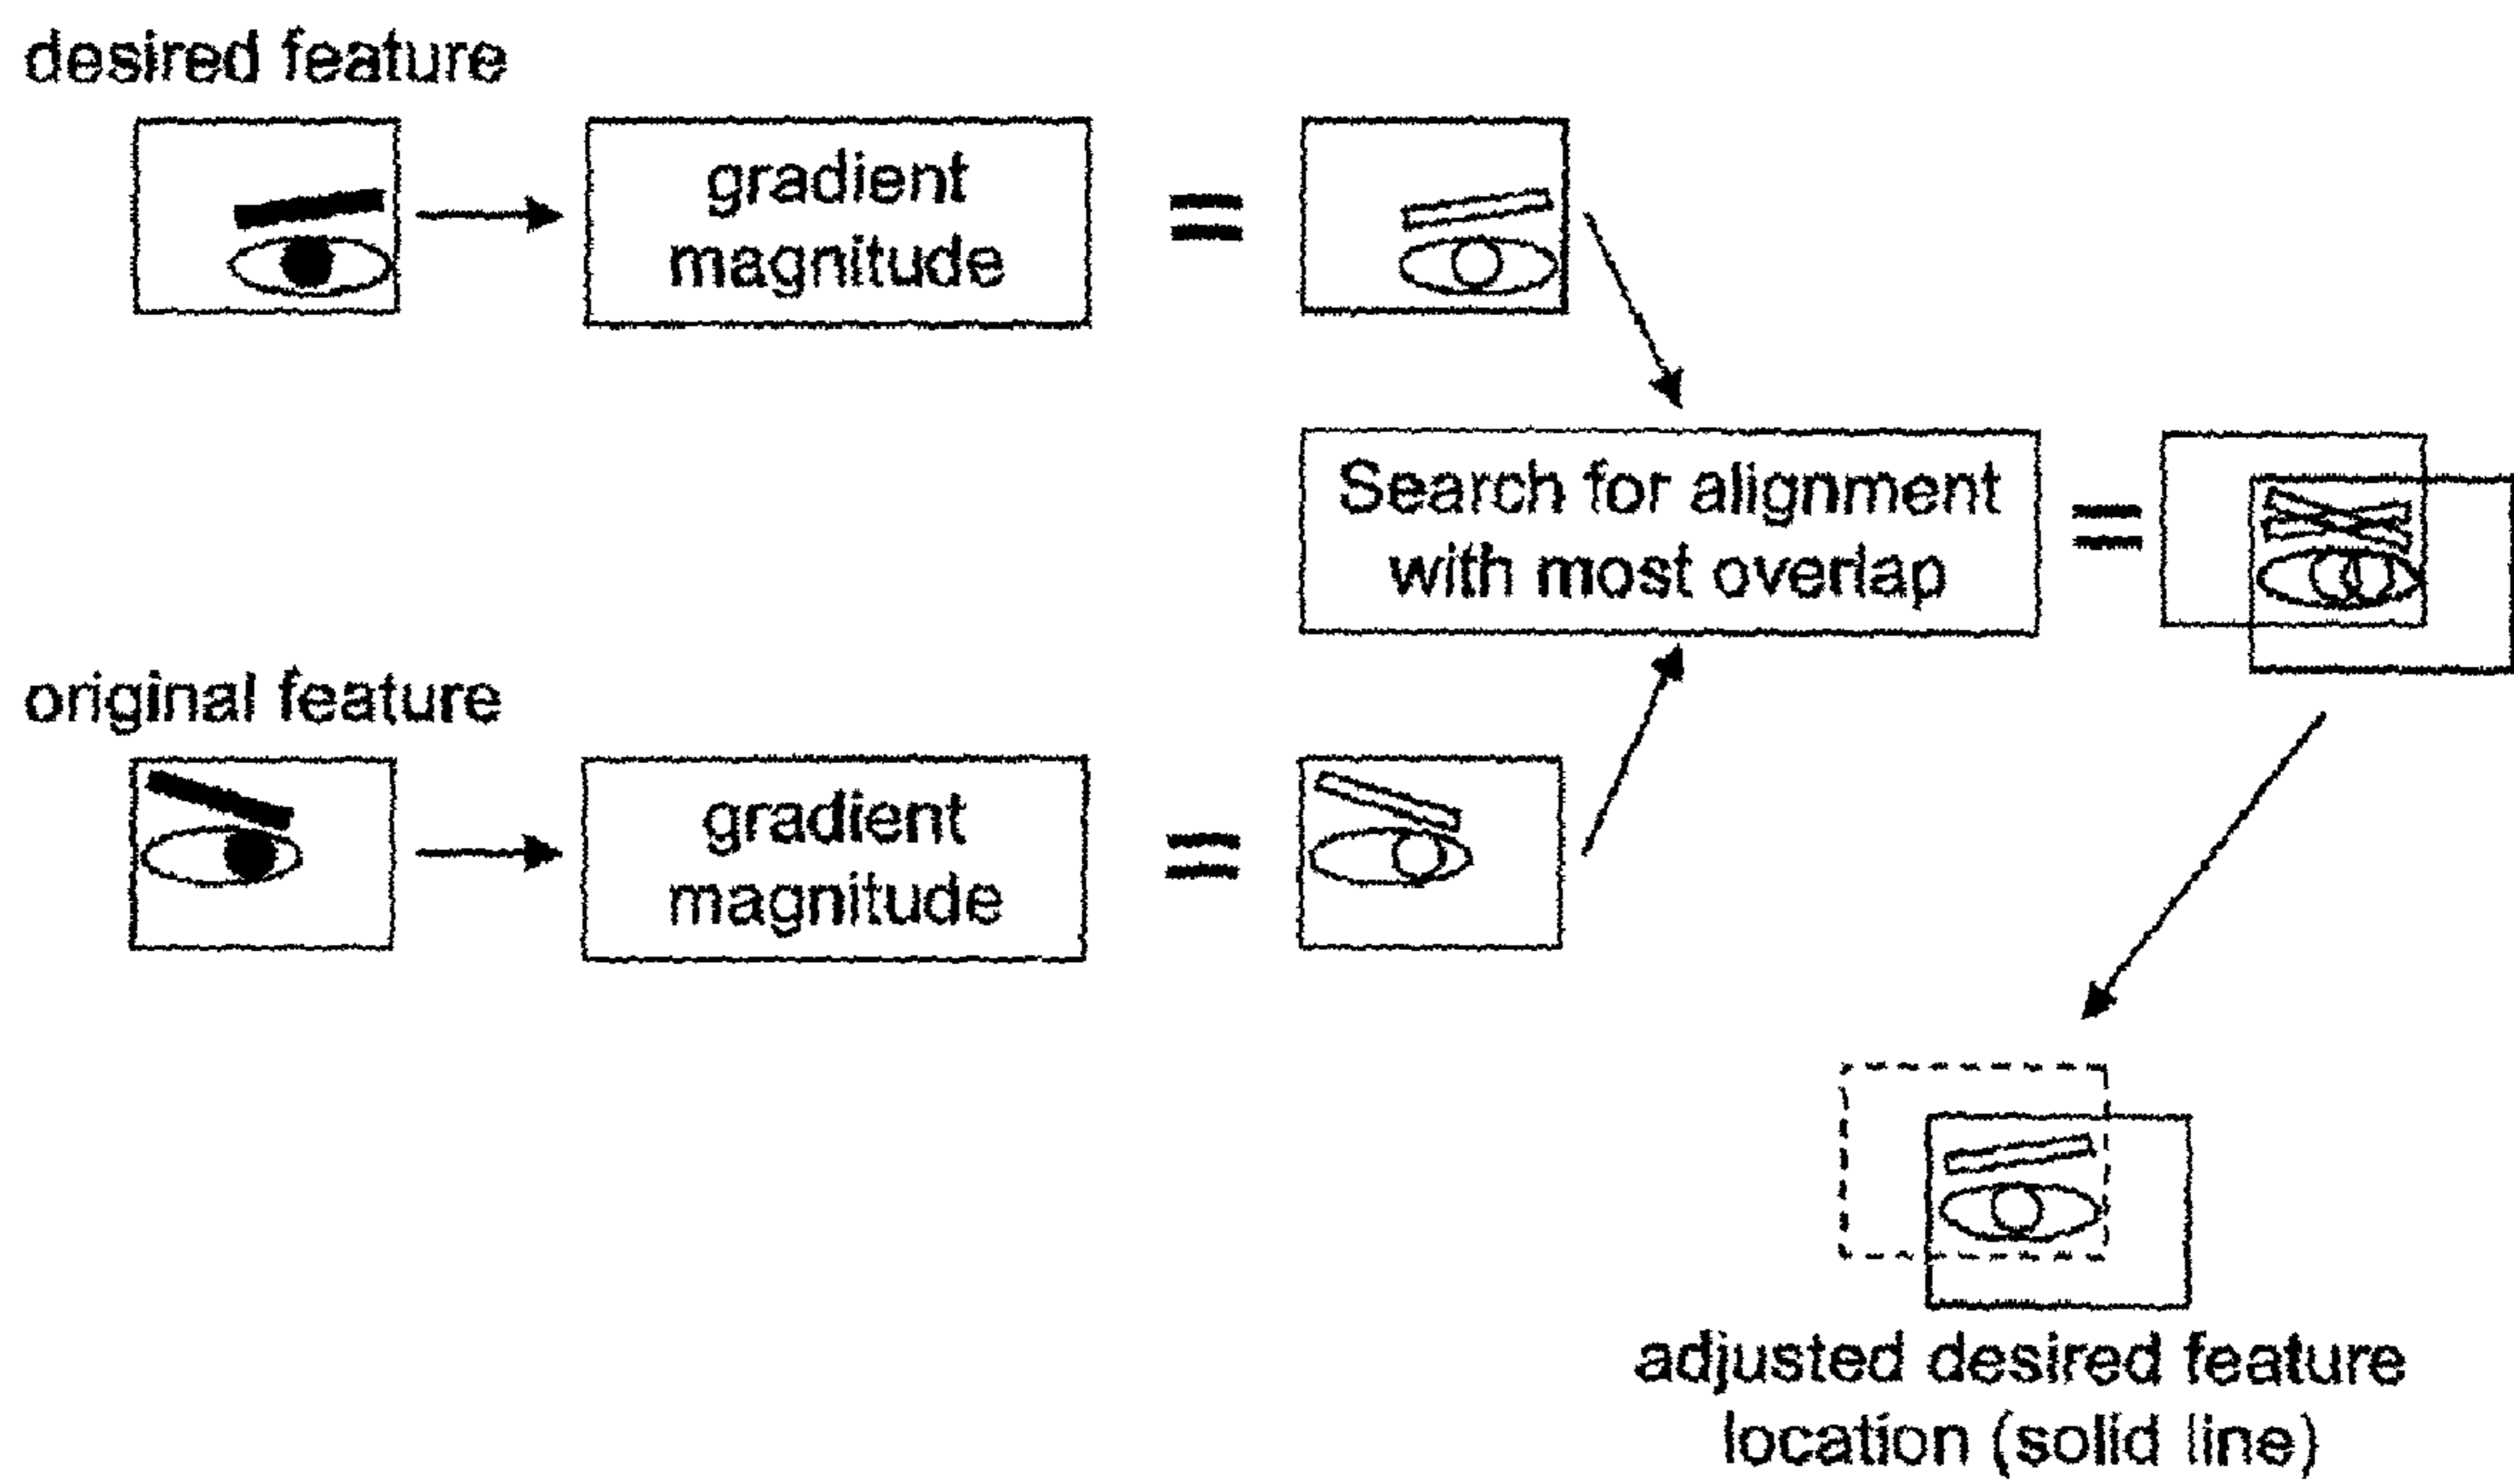 desired feature
gradient
magnitude
=
Search for alignment
with most overlap
=
original feature
gradient
magnitude
=
adjusted desired feature
location (solid line)